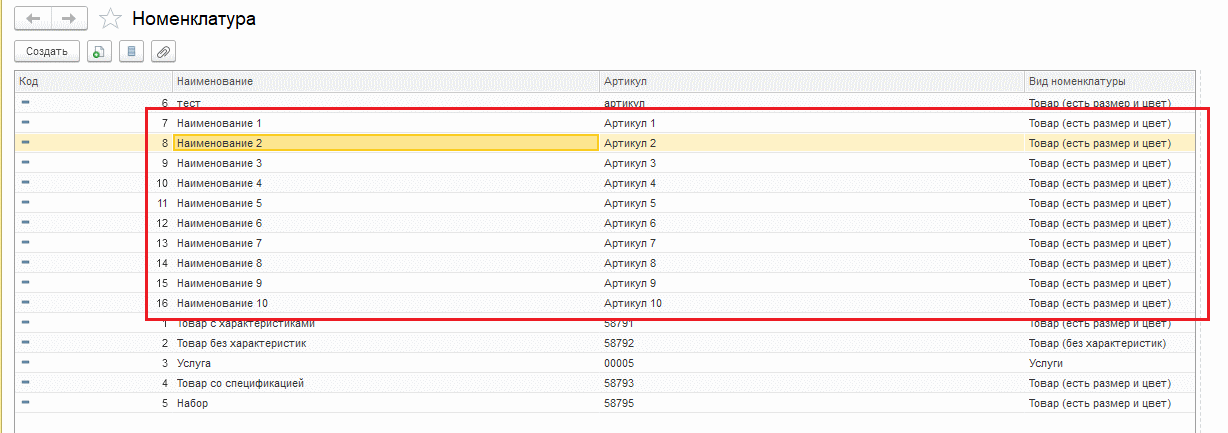 Номенклатура
Создать
Код Наименование Артикул Вид номенклатуры
6 тест артикул Товар (есть размер и цвет)
7 Наименование 1 Артикул 1 Товар (есть размер и цвет)
8 Наименование 2 Артикул 2 Товар (есть размер и цвет)
9 Наименование 3 Артикул 3 Товар (есть размер и цвет)
10 Наименование 4 Артикул 4 Товар (есть размер и цвет)
11 Наименование 5 Артикул 5 Товар (есть размер и цвет)
12 Наименование 6 Артикул 6 Товар (есть размер и цвет)
13 Наименование 7 Артикул 7 Товар (есть размер и цвет)
14 Наименование 8 Артикул 8 Товар (есть размер и цвет)
15 Наименование 9 Артикул 9 Товар (есть размер и цвет)
16 Наименование 10 Артикул 10 Товар (есть размер и цвет)
1 Товар с характеристиками 58791 Товар (есть размер и цвет)
2 Товар без характеристик 58792 Товар (без характеристик)
3 Услуга 00005 Услуги
4 Товар со спецификацией 58793 Товар (есть размер и цвет)
5 Набор 58795 Товар (есть размер и цвет)